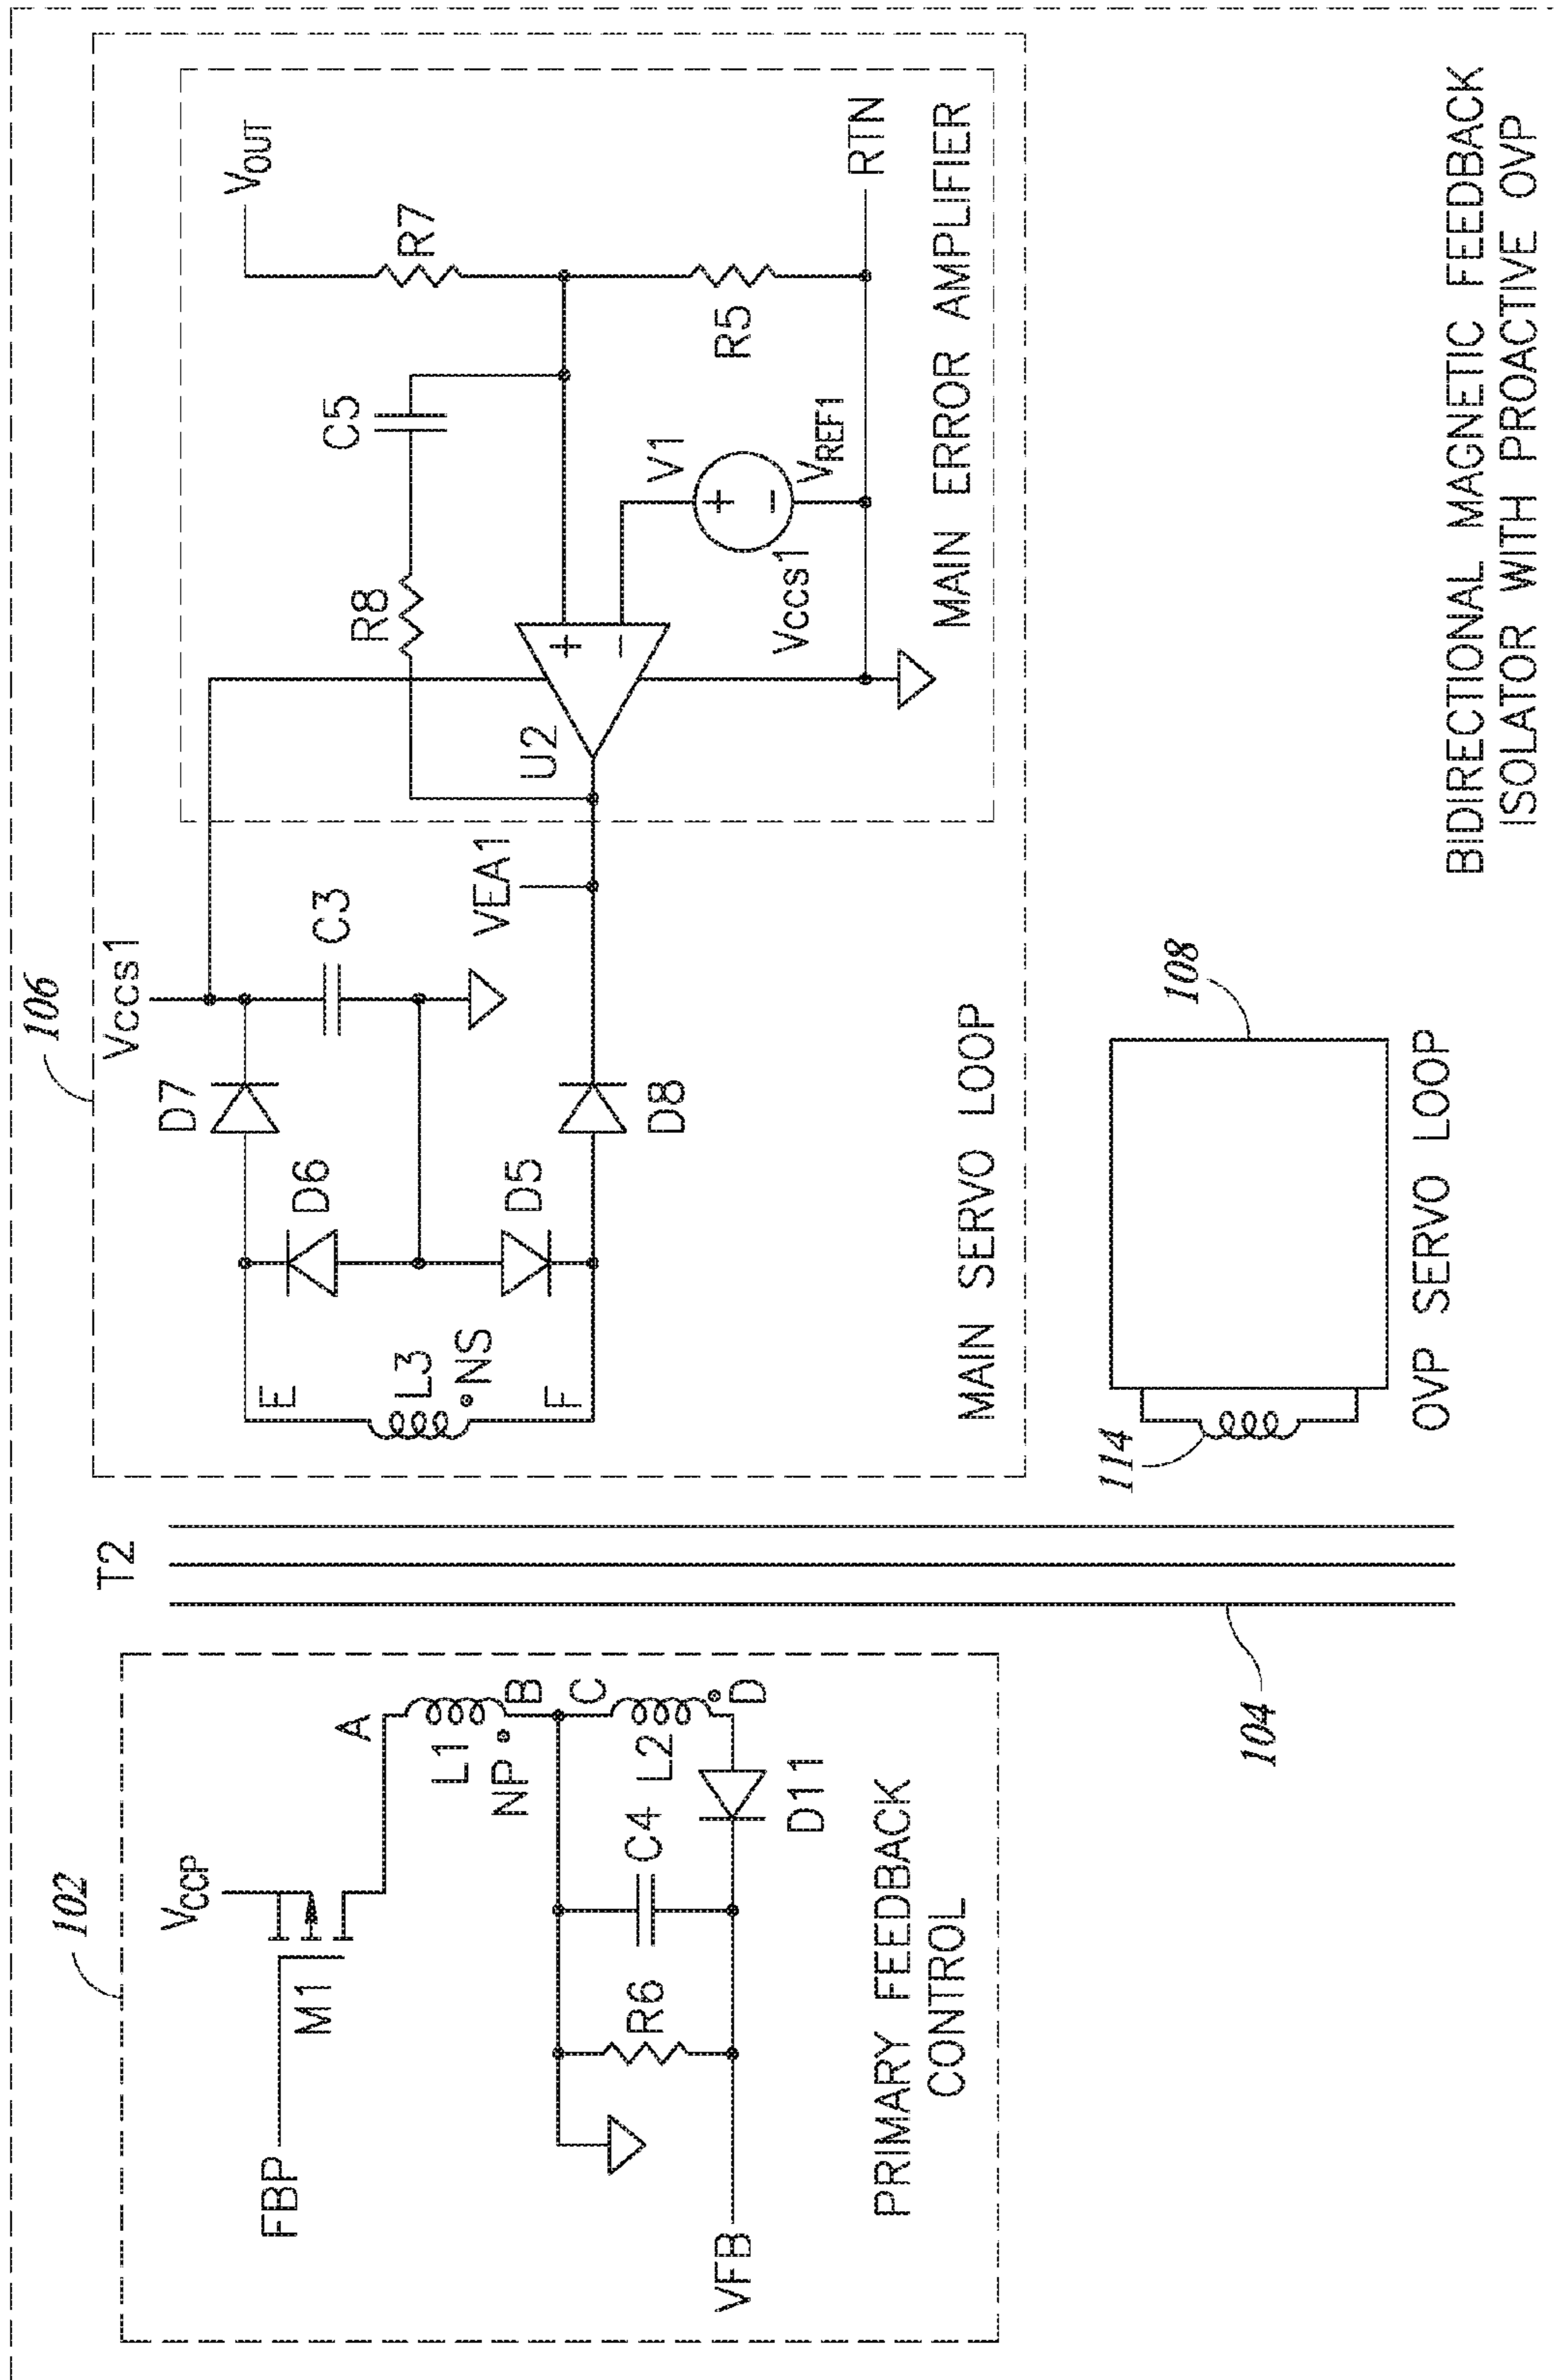 102
VCCP
FBP
M1
A
L1
NP
B
C
L2
D
C4
R6
D11
VFB
PRIMARY FEEDBACK
CONTROL
T2
104
106
Vccs1
D7
C3
D6
E
L3
NS
D5
F
VEA1
D8
MAIN SERVO LOOP
VOUT
R7
C5
R8
U2
+
−
R5
V1
+
−
VREF1
Vccs1
RTN
MAIN ERROR AMPLIFIER
114
108
OVP SERVO LOOP
BIDIRECTIONAL MAGNETIC FEEDBACK
ISOLATOR WITH PROACTIVE OVP